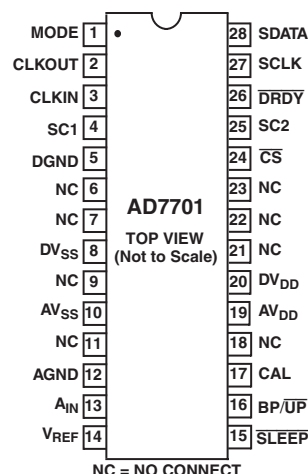 MODE 1 28 SDATA
CLKOUT 2 27 SCLK
CLKIN 3 26 DRDY
SC1 4 25 SC2
DGND 5 24 CS
NC 6 23 NC
NC 7 22 NC
DVSS 8 21 NC
NC 9 20 DVDD
AVSS 10 19 AVDD
NC 11 18 NC
AGND 12 17 CAL
AIN 13 16 BP/UP
VREF 14 15 SLEEP
AD7701
TOP VIEW
(Not to Scale)
NC = NO CONNECT